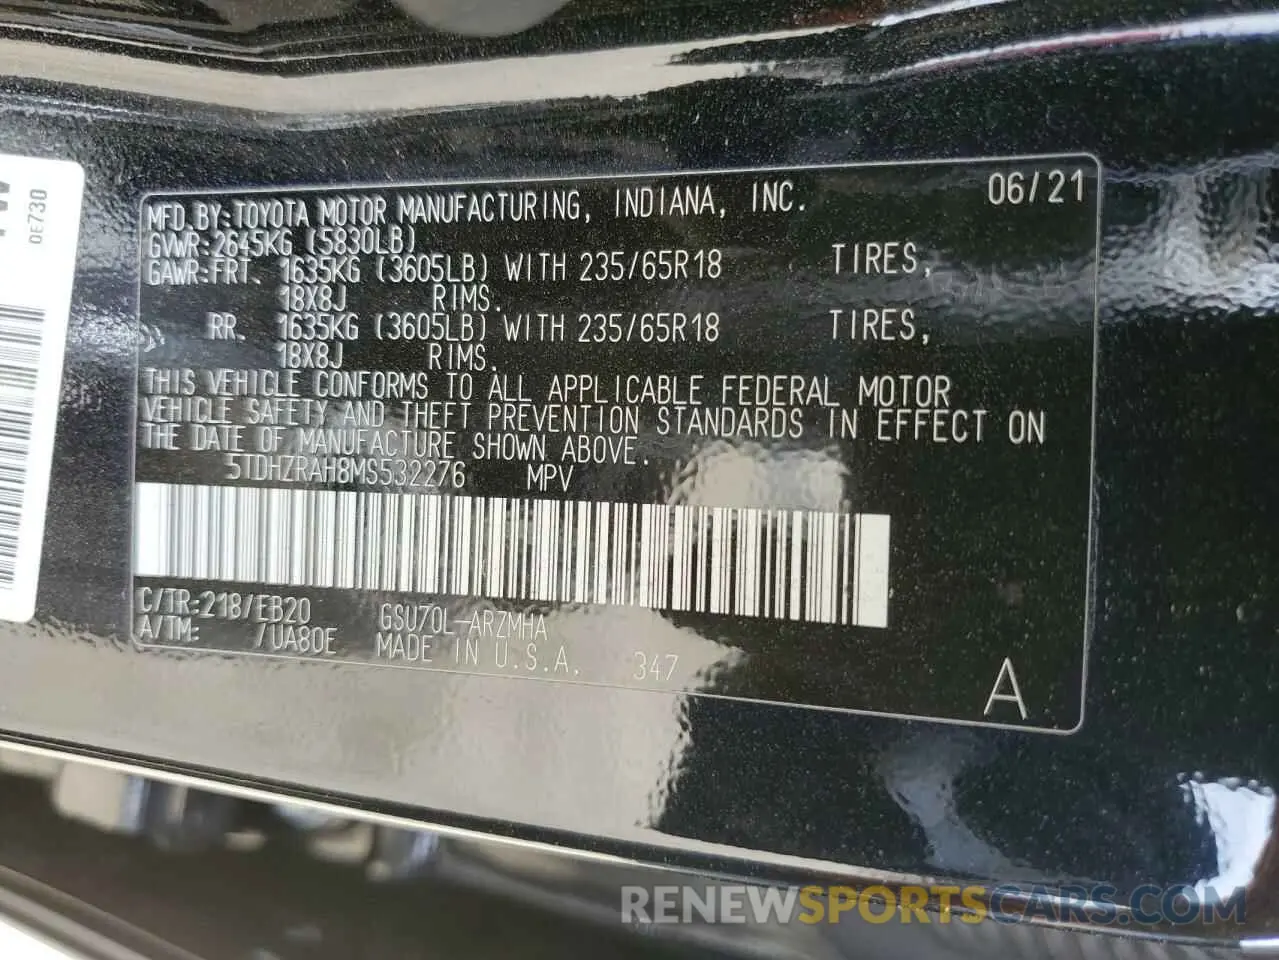 06/21
MFD.BY:TOYOTA MOTOR MANUFACTURING, INDIANA, INC.
GVWR:2645KG (5830LB)
GAWR:FRT. 1635KG (3605LB) WITH 235/65R18 TIRES,
18X8J RIMS.
RR. 1635KG (3605LB) WITH 235/65R18 TIRES,
18X8J RIMS.
THIS VEHICLE CONFORMS TO ALL APPLICABLE FEDERAL MOTOR
VEHICLE SAFETY AND THEFT PREVENTION STANDARDS IN EFFECT ON
THE DATE OF MANUFACTURE SHOWN ABOVE.
5TDHZRAH8MS532276 MPV
C/TR:218/EB20 GSU70L-ARZMHA
A/TM: /UA80E MADE IN U.S.A. 347
A
0E730
RENEWSPORTSCARS.COM